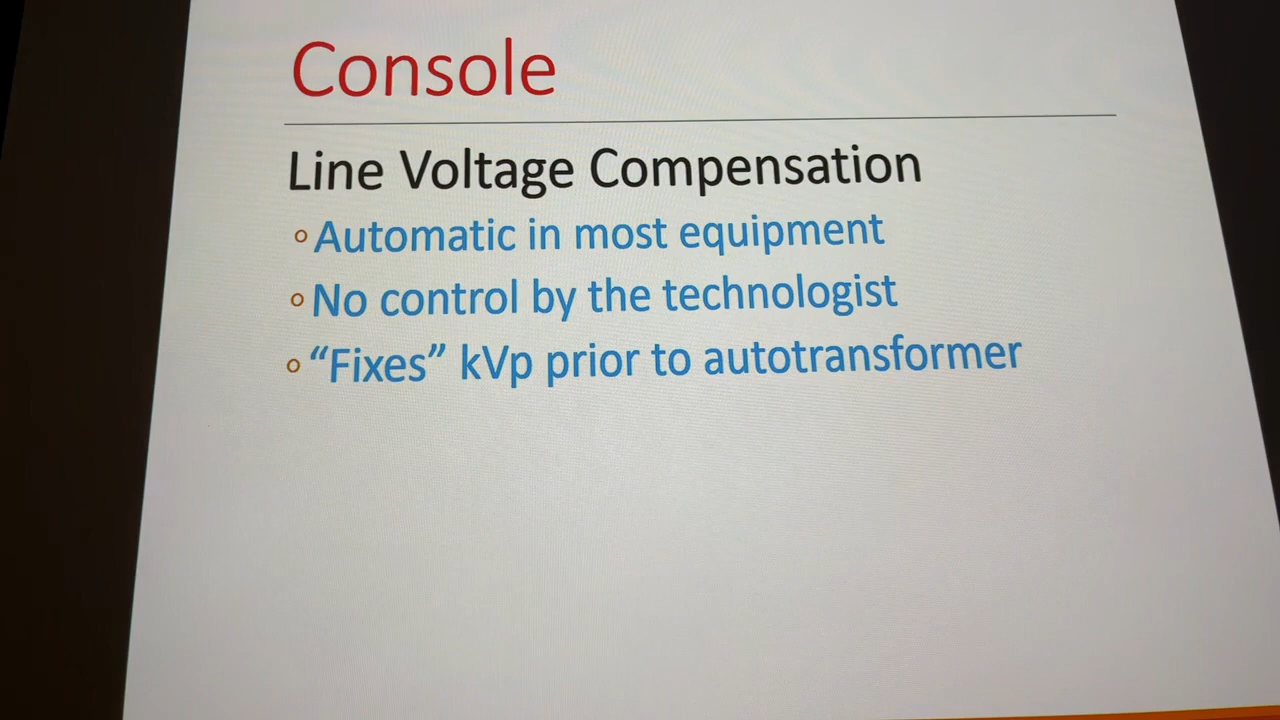 Console
Line Voltage Compensation
Automatic in most equipment
No control by the technologist
“Fixes” kVp prior to autotransformer